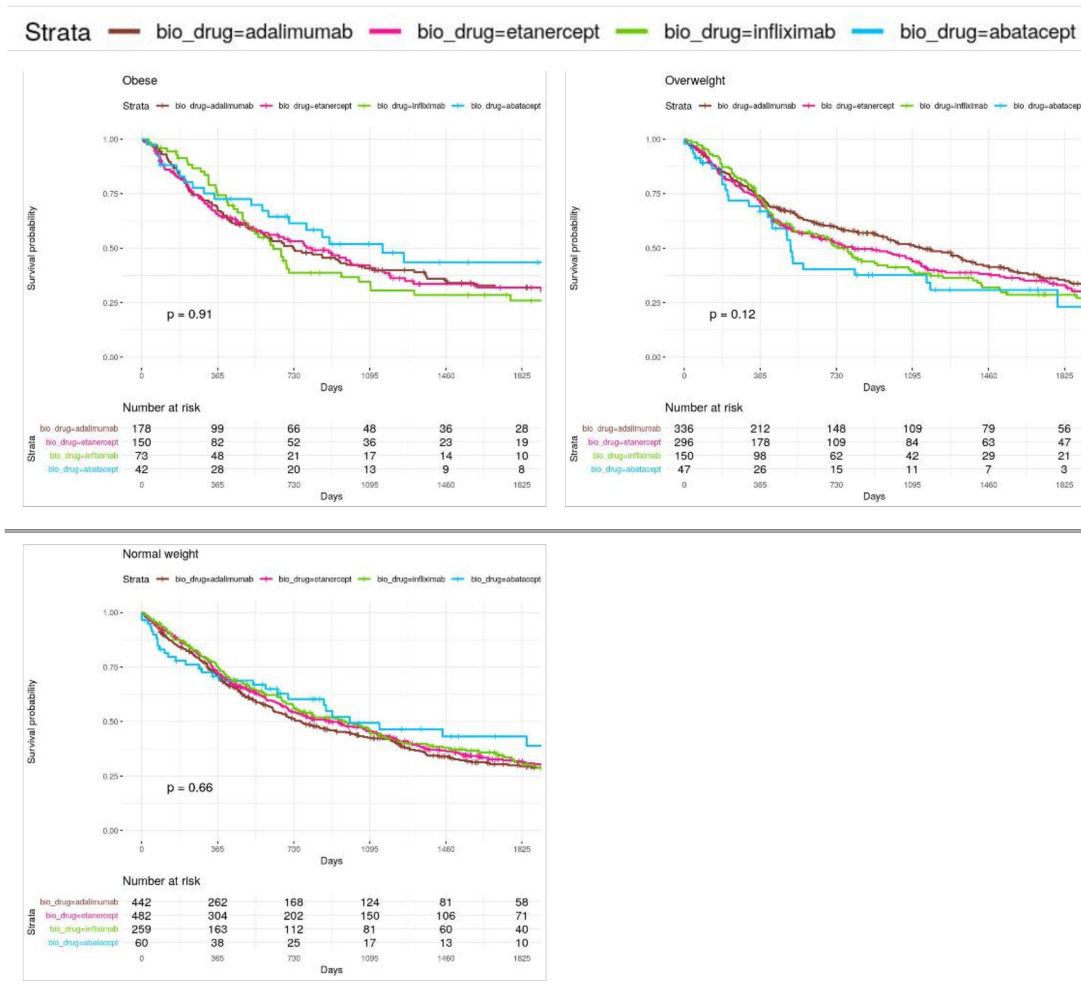 Strata bio_drug=adalimumab bio_drug=etanercept bio_drug=infliximab bio_drug=abatacept
Obese
Strata bio_drug=adalimumab bio_drug=etanercept bio_drug=infliximab bio_drug=abatacept
Survival probability
1.00
0.75
0.50
0.25
0.00
p = 0.91
0 365 730 1095 1460 1825
Days
Number at risk
Strata
bio_drug=adalimumab 178 99 66 48 36 28
bio_drug=etanercept 150 82 52 36 23 19
bio_drug=infliximab 73 48 21 17 14 10
bio_drug=abatacept 42 28 20 13 9 8
0 365 730 1095 1460 1825
Days
Overweight
Strata bio_drug=adalimumab bio_drug=etanercept bio_drug=infliximab bio_drug=abatacep
Survival probability
1.00
0.75
0.50
0.25
0.00
p = 0.12
0 365 730 1095 1460 1825
Days
Number at risk
Strata
bio_drug=adalimumab 336 212 148 109 79 56
bio_drug=etanercept 296 178 109 84 63 47
bio_drug=infliximab 150 98 62 42 29 21
bio_drug=abatacept 47 26 15 11 7 3
0 365 730 1095 1460 1825
Days
Normal weight
Strata bio_drug=adalimumab bio_drug=etanercept bio_drug=infliximab bio_drug=abatacept
Survival probability
1.00
0.75
0.50
0.25
0.00
p = 0.66
0 365 730 1095 1460 1825
Days
Number at risk
Strata
bio_drug=adalimumab 442 262 168 124 81 58
bio_drug=etanercept 482 304 202 150 106 71
bio_drug=infliximab 259 163 112 81 60 40
bio_drug=abatacept 60 38 25 17 13 10
0 365 730 1095 1460 1825
Days